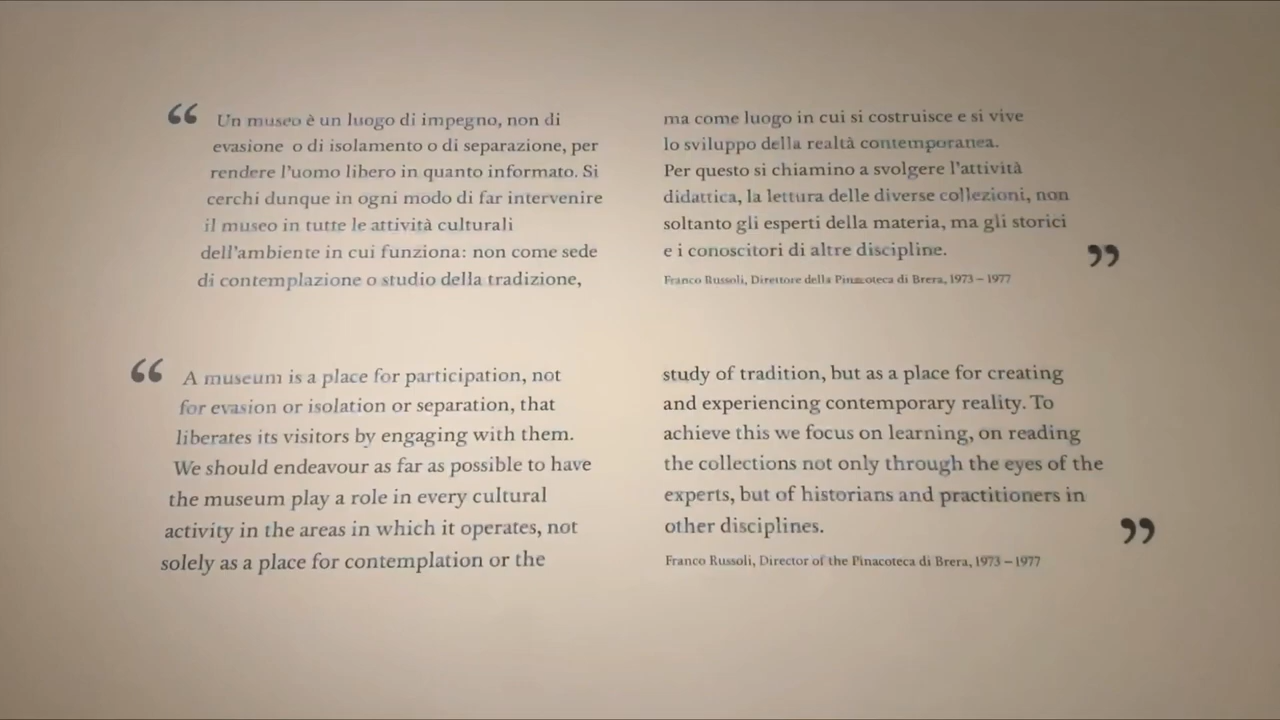 “ Un museo è un luogo di impegno, non di
evasione o di isolamento o di separazione, per
rendere l’uomo libero in quanto informato. Si
cerchi dunque in ogni modo di far intervenire
il museo in tutte le attività culturali
dell’ambiente in cui funziona: non come sede
di contemplazione o studio della tradizione,
ma come luogo in cui si costruisce e si vive
lo sviluppo della realtà contemporanea.
Per questo si chiamino a svolgere l’attività
didattica, la lettura delle diverse collezioni, non
soltanto gli esperti della materia, ma gli storici
e i conoscitori di altre discipline. ”
Franco Russoli, Direttore della Pinacoteca di Brera, 1973 – 1977
“ A museum is a place for participation, not
for evasion or isolation or separation, that
liberates its visitors by engaging with them.
We should endeavour as far as possible to have
the museum play a role in every cultural
activity in the areas in which it operates, not
solely as a place for contemplation or the
study of tradition, but as a place for creating
and experiencing contemporary reality. To
achieve this we focus on learning, on reading
the collections not only through the eyes of the
experts, but of historians and practitioners in
other disciplines. ”
Franco Russoli, Director of the Pinacoteca di Brera, 1973 – 1977